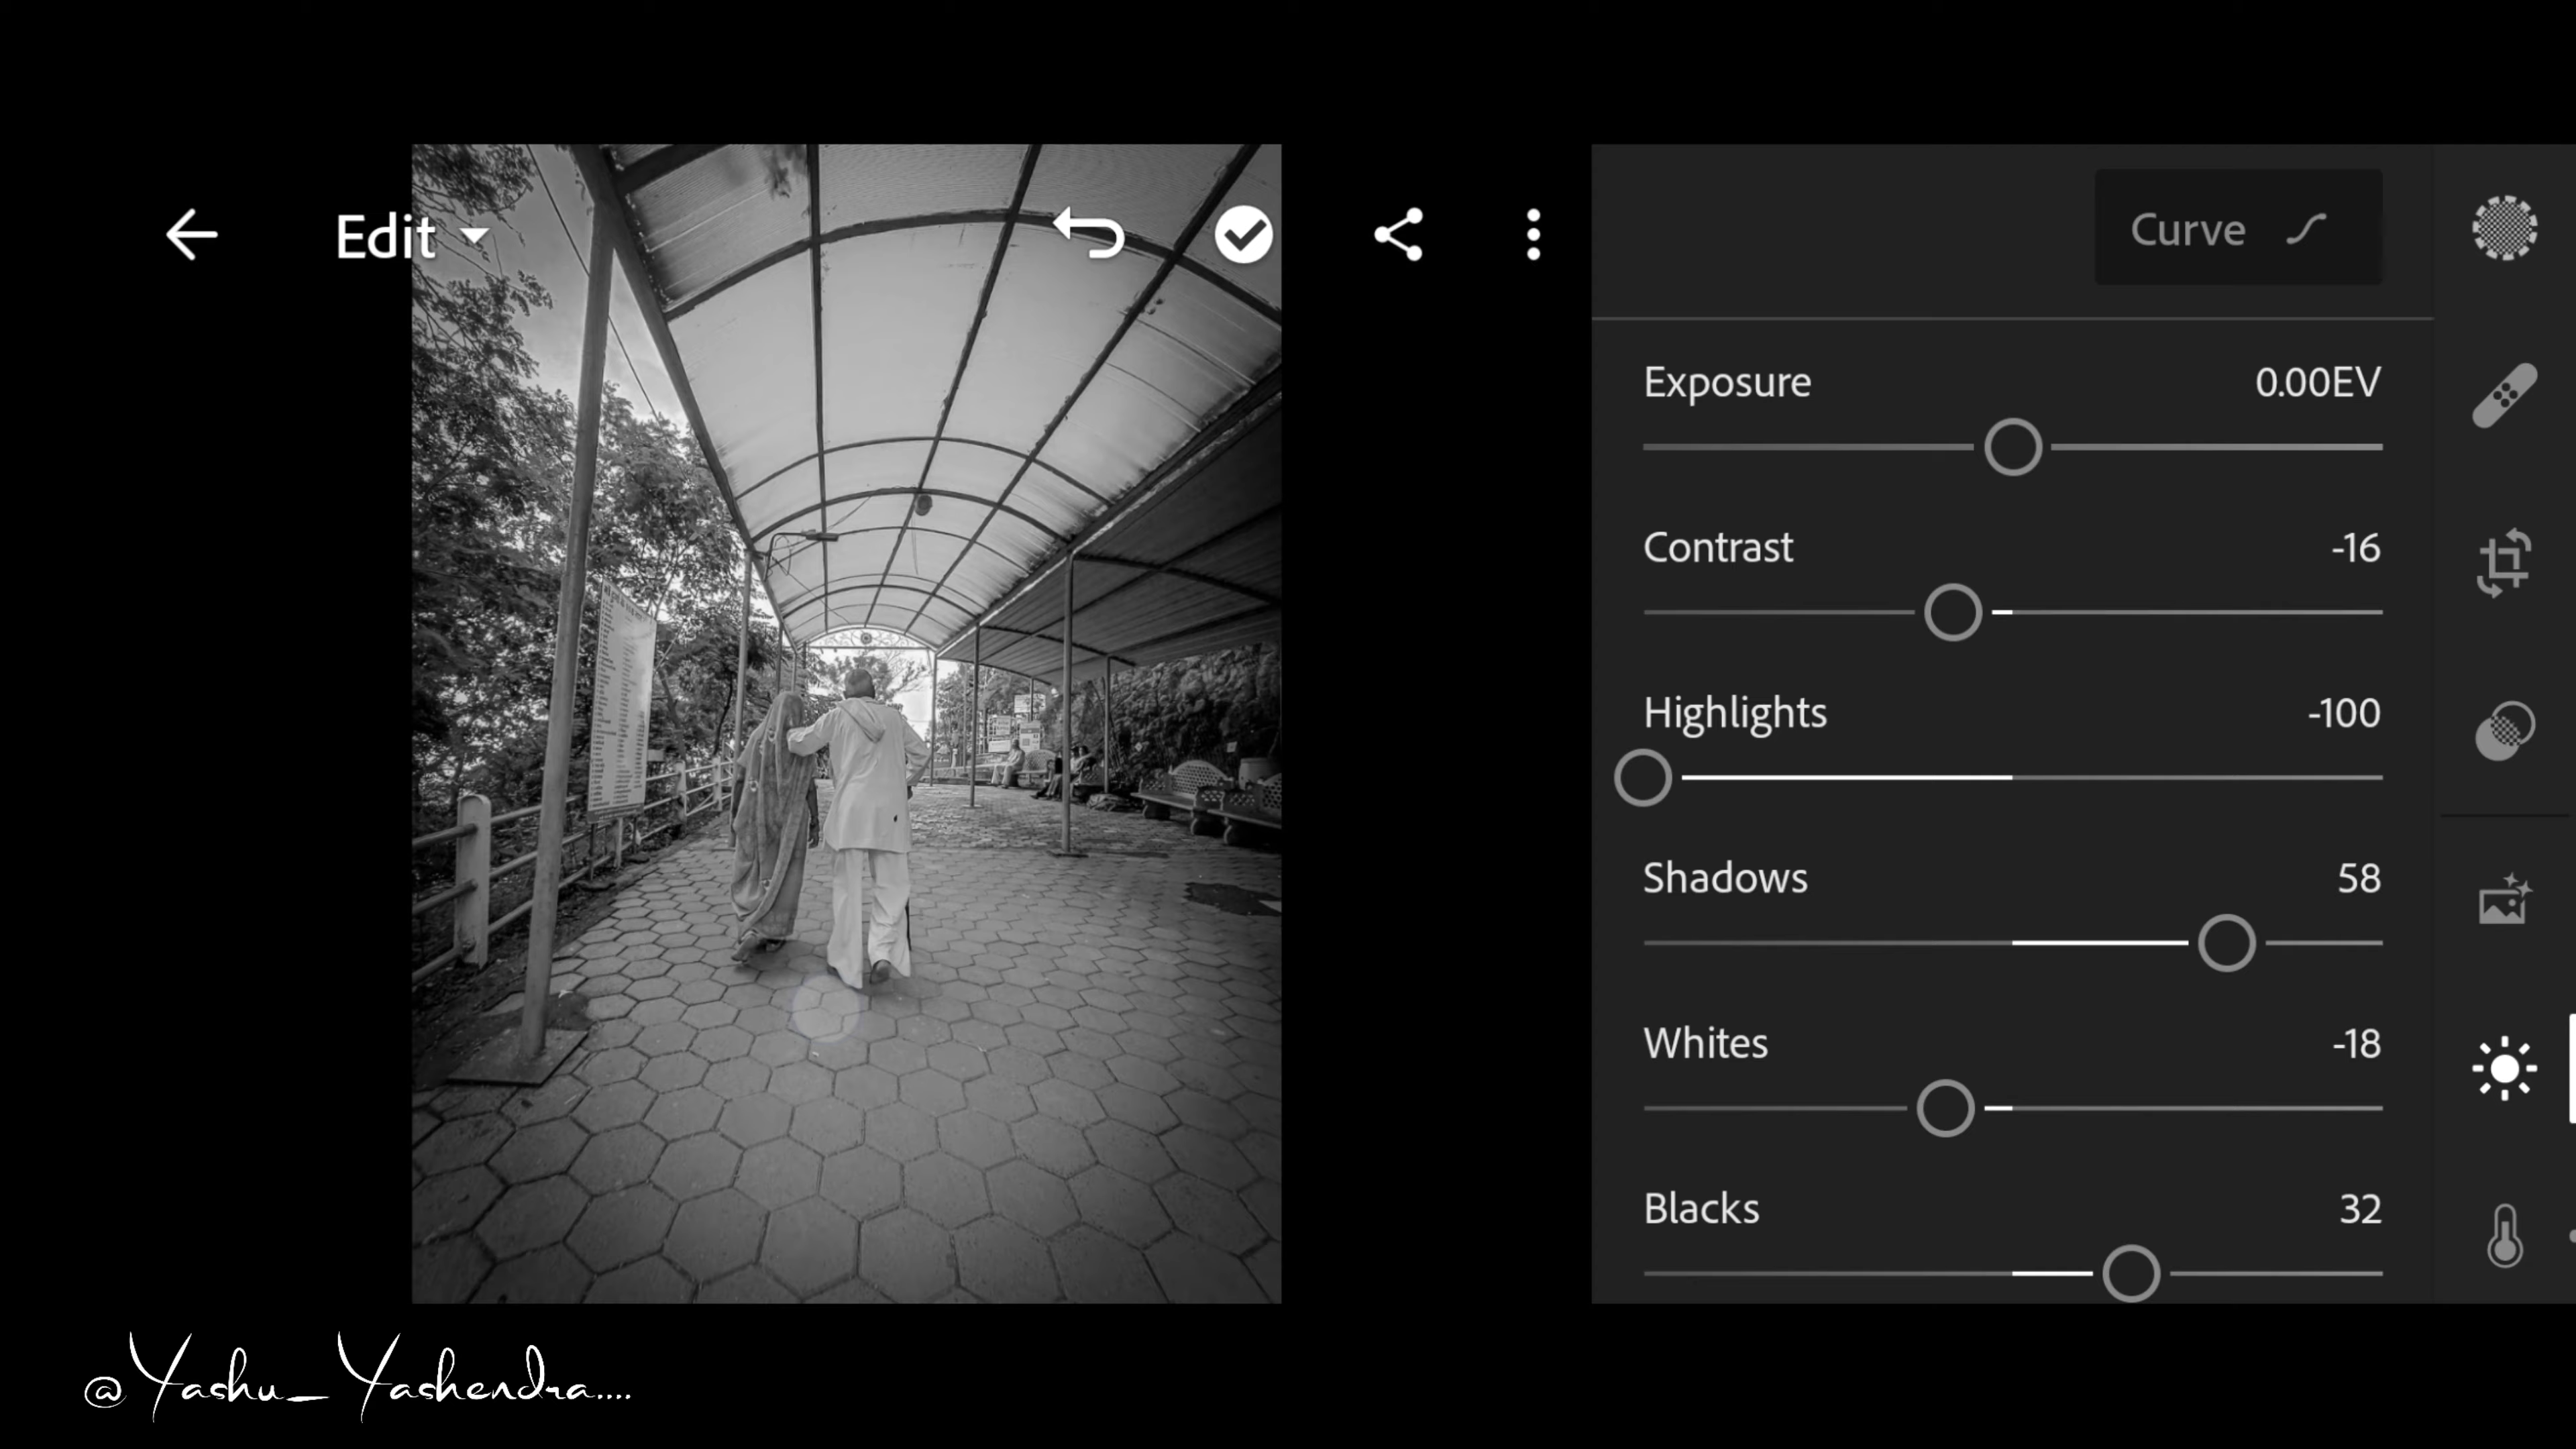 Edit
Curve
Exposure 0.00EV
Contrast -16
Highlights -100
Shadows 58
Whites -18
Blacks 32
@Yashu_Yashendra....